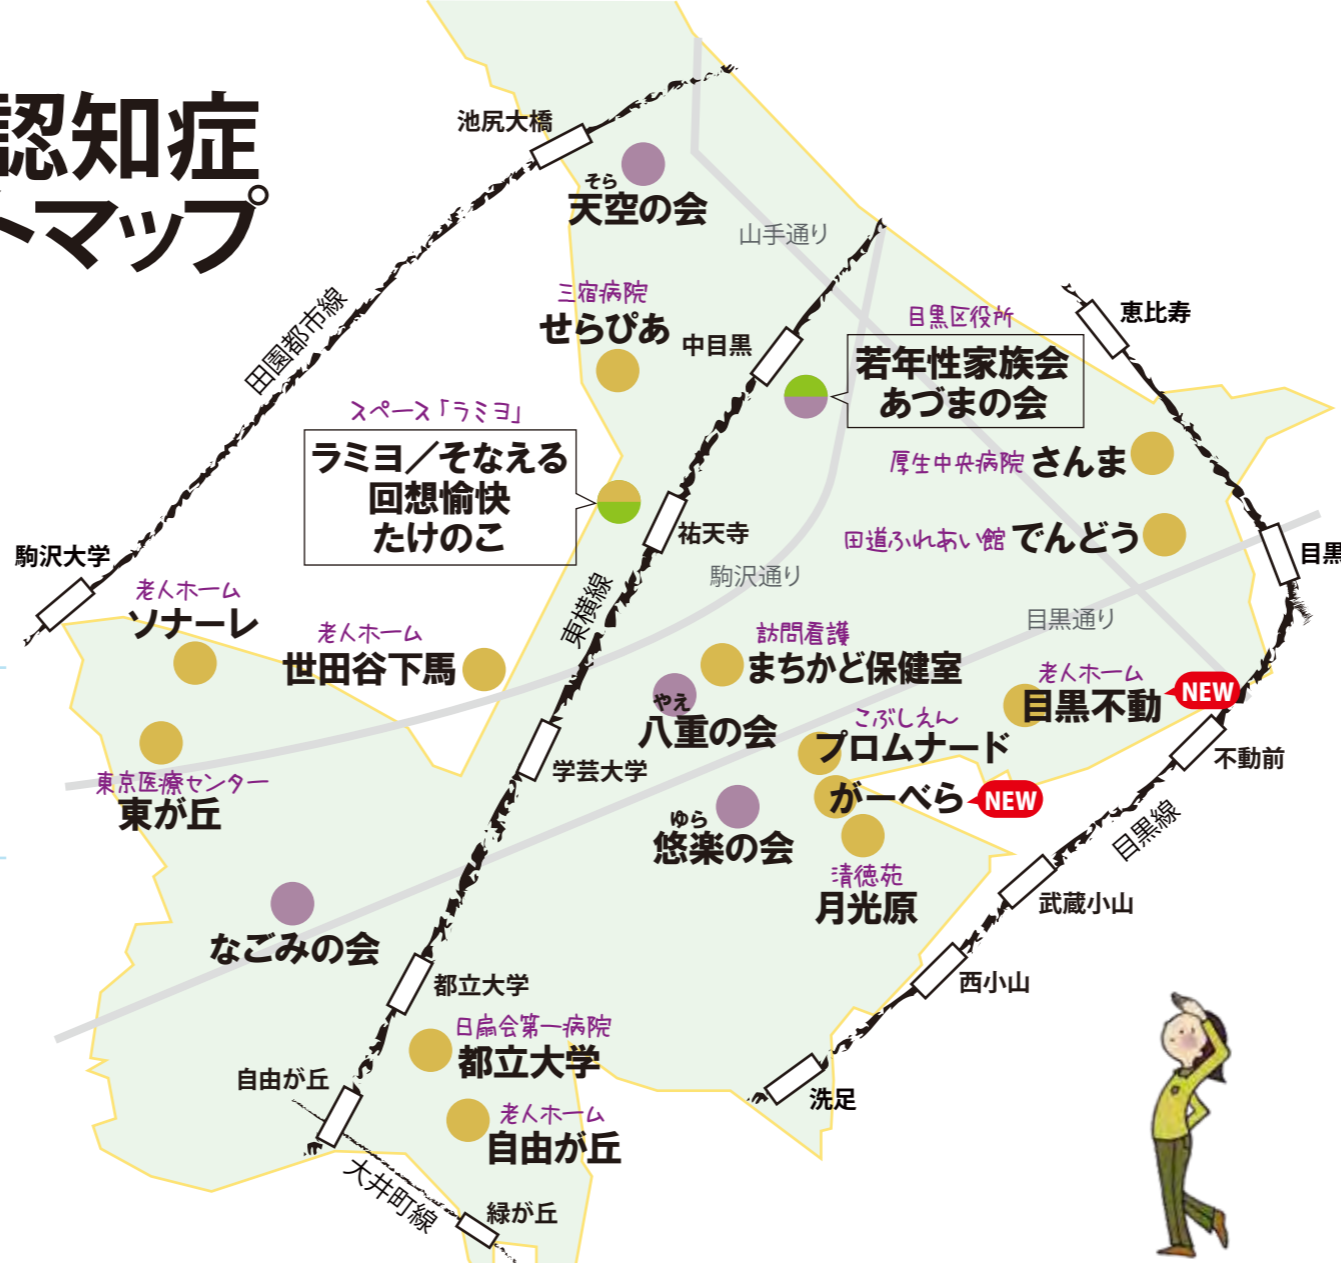 認知症
トマップ
池尻大橋
そら
天空の会
山手通り
田園都市線
三宿病院
せらぴあ
中目黒
目黒区役所
若年性家族会
あづまの会
恵比寿
スペース「ラミヨ」
ラミヨ／そなえる
回想愉快
たけのこ
厚生中央病院 さんま
祐天寺
田道ふれあい館 でんどう
目黒
駒沢大学
駒沢通り
老人ホーム
ソナーレ
東横線
目黒通り
老人ホーム
世田谷下馬
訪問看護
まちかど保健室
老人ホーム
目黒不動
NEW
やえ
八重の会
こぶしえん
プロムナード
がーべら
NEW
不動前
学芸大学
東京医療センター
東が丘
ゆら
悠楽の会
目黒線
清徳苑
月光原
武蔵小山
なごみの会
西小山
都立大学
日扇会第一病院
都立大学
自由が丘
洗足
老人ホーム
自由が丘
大井町線
緑が丘